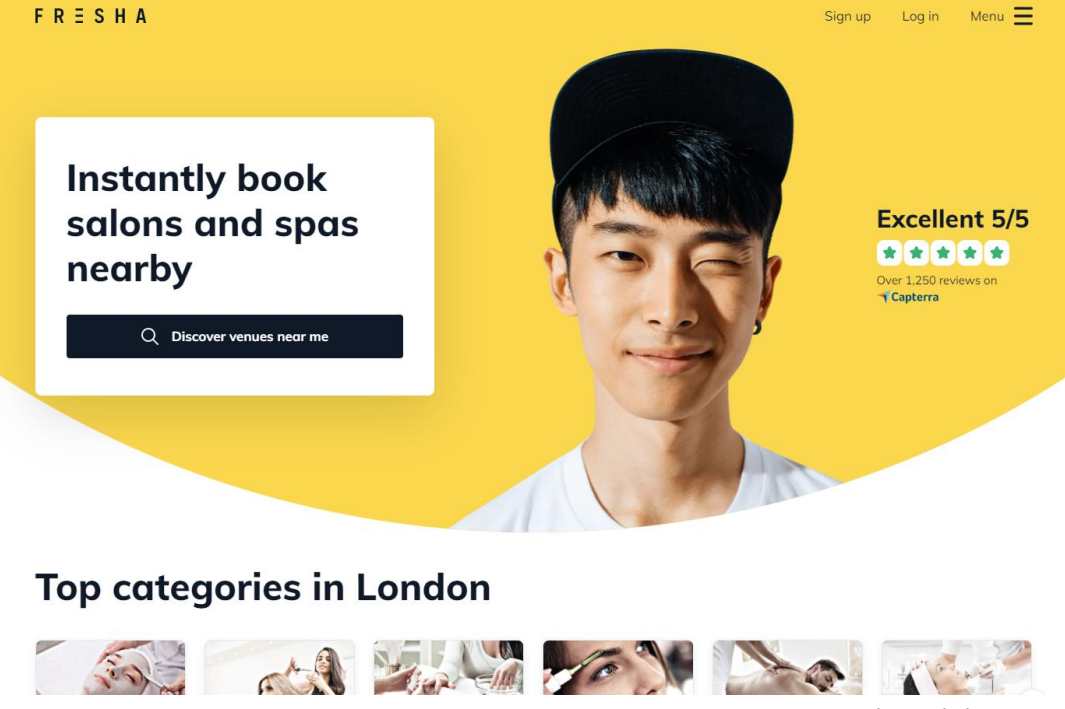 FRESHA
Sign up
Log in
Menu
Instantly book
salons and spas
nearby
Discover venues near me
Excellent 5/5
Over 1,250 reviews on
Capterra
Top categories in London